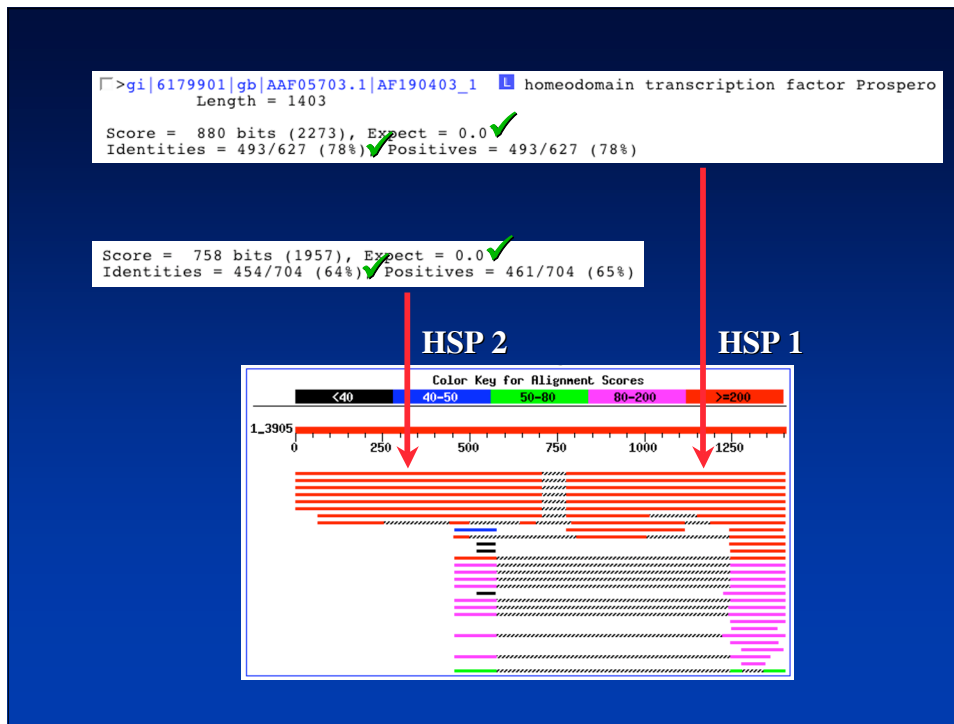 >gi|6179901|gb|AAF05703.1|AF190403_1 L homeodomain transcription factor Prospero
Length = 1403
Score = 880 bits (2273), Expect = 0.0
Identities = 493/627 (78%), Positives = 493/627 (78%)
Score = 758 bits (1957), Expect = 0.0
Identities = 454/704 (64%), Positives = 461/704 (65%)
HSP 2 HSP 1
Color Key for Alignment Scores
<40 40-50 50-80 80-200 >=200
1_3905
0 250 500 750 1000 1250